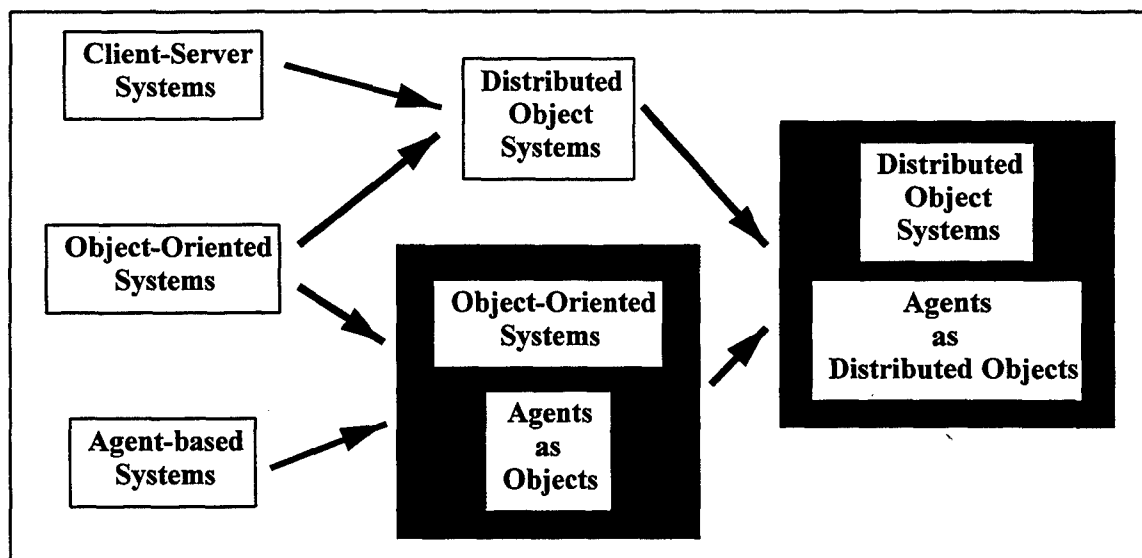 Client-Server
Systems
Distributed
Object
Systems
Distributed
Object
Systems
Object-Oriented
Systems
Object-Oriented
Systems
Agents
as
Distributed Objects
Agent-based
Systems
Agents
as
Objects